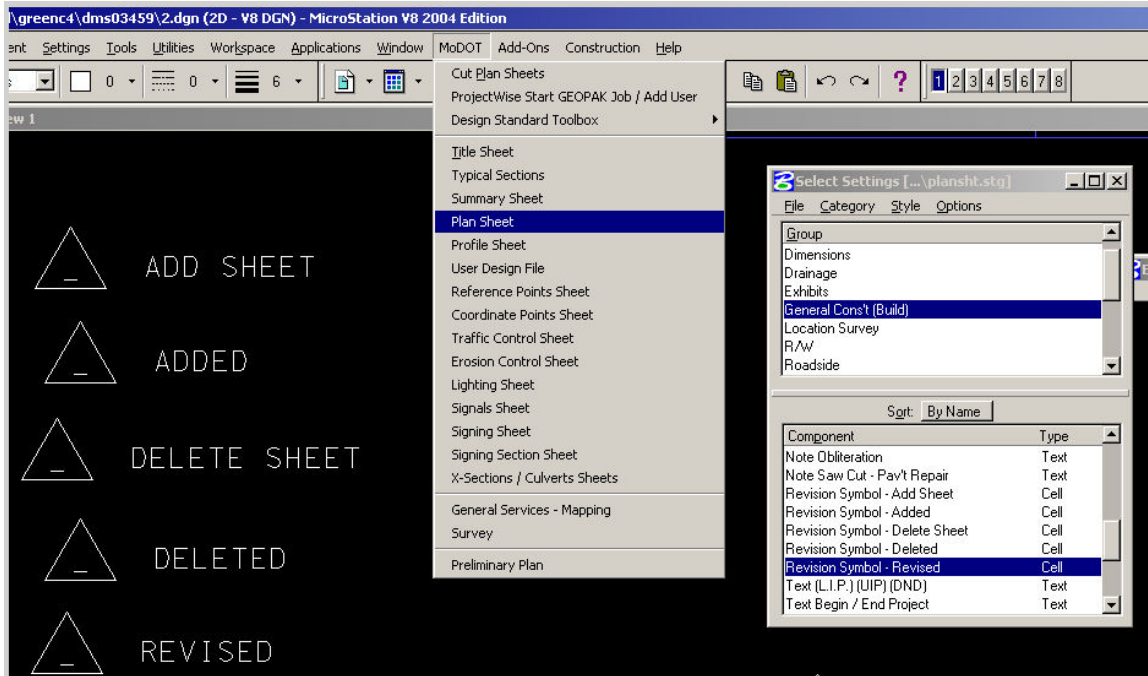 \greenc4\dms03459\2.dgn (2D - V8 DGN) - MicroStation V8 2004 Edition
ent Settings Tools Utilities Workspace Applications Window MoDOT Add-Ons Construction Help
0 0 6 ? 1 2 3 4 5 6 7 8
ew 1
Cut Plan Sheets
ProjectWise Start GEOPAK Job / Add User
Design Standard Toolbox
Title Sheet
Typical Sections
Summary Sheet
Plan Sheet
Profile Sheet
User Design File
Reference Points Sheet
Coordinate Points Sheet
Traffic Control Sheet
Erosion Control Sheet
Lighting Sheet
Signals Sheet
Signing Sheet
Signing Section Sheet
X-Sections / Culverts Sheets
General Services - Mapping
Survey
Preliminary Plan
_ ADD SHEET
_ ADDED
_ DELETE SHEET
_ DELETED
_ REVISED
Select Settings [...\plansht.stg]
File Category Style Options
Group
Dimensions
Drainage
Exhibits
General Cons't (Build)
Location Survey
R/W
Roadside
Sort: By Name
Component Type
Note Obliteration Text
Note Saw Cut - Pav't Repair Text
Revision Symbol - Add Sheet Cell
Revision Symbol - Added Cell
Revision Symbol - Delete Sheet Cell
Revision Symbol - Deleted Cell
Revision Symbol - Revised Cell
Text (L.I.P.) (UIP) (DND) Text
Text Begin / End Project Text